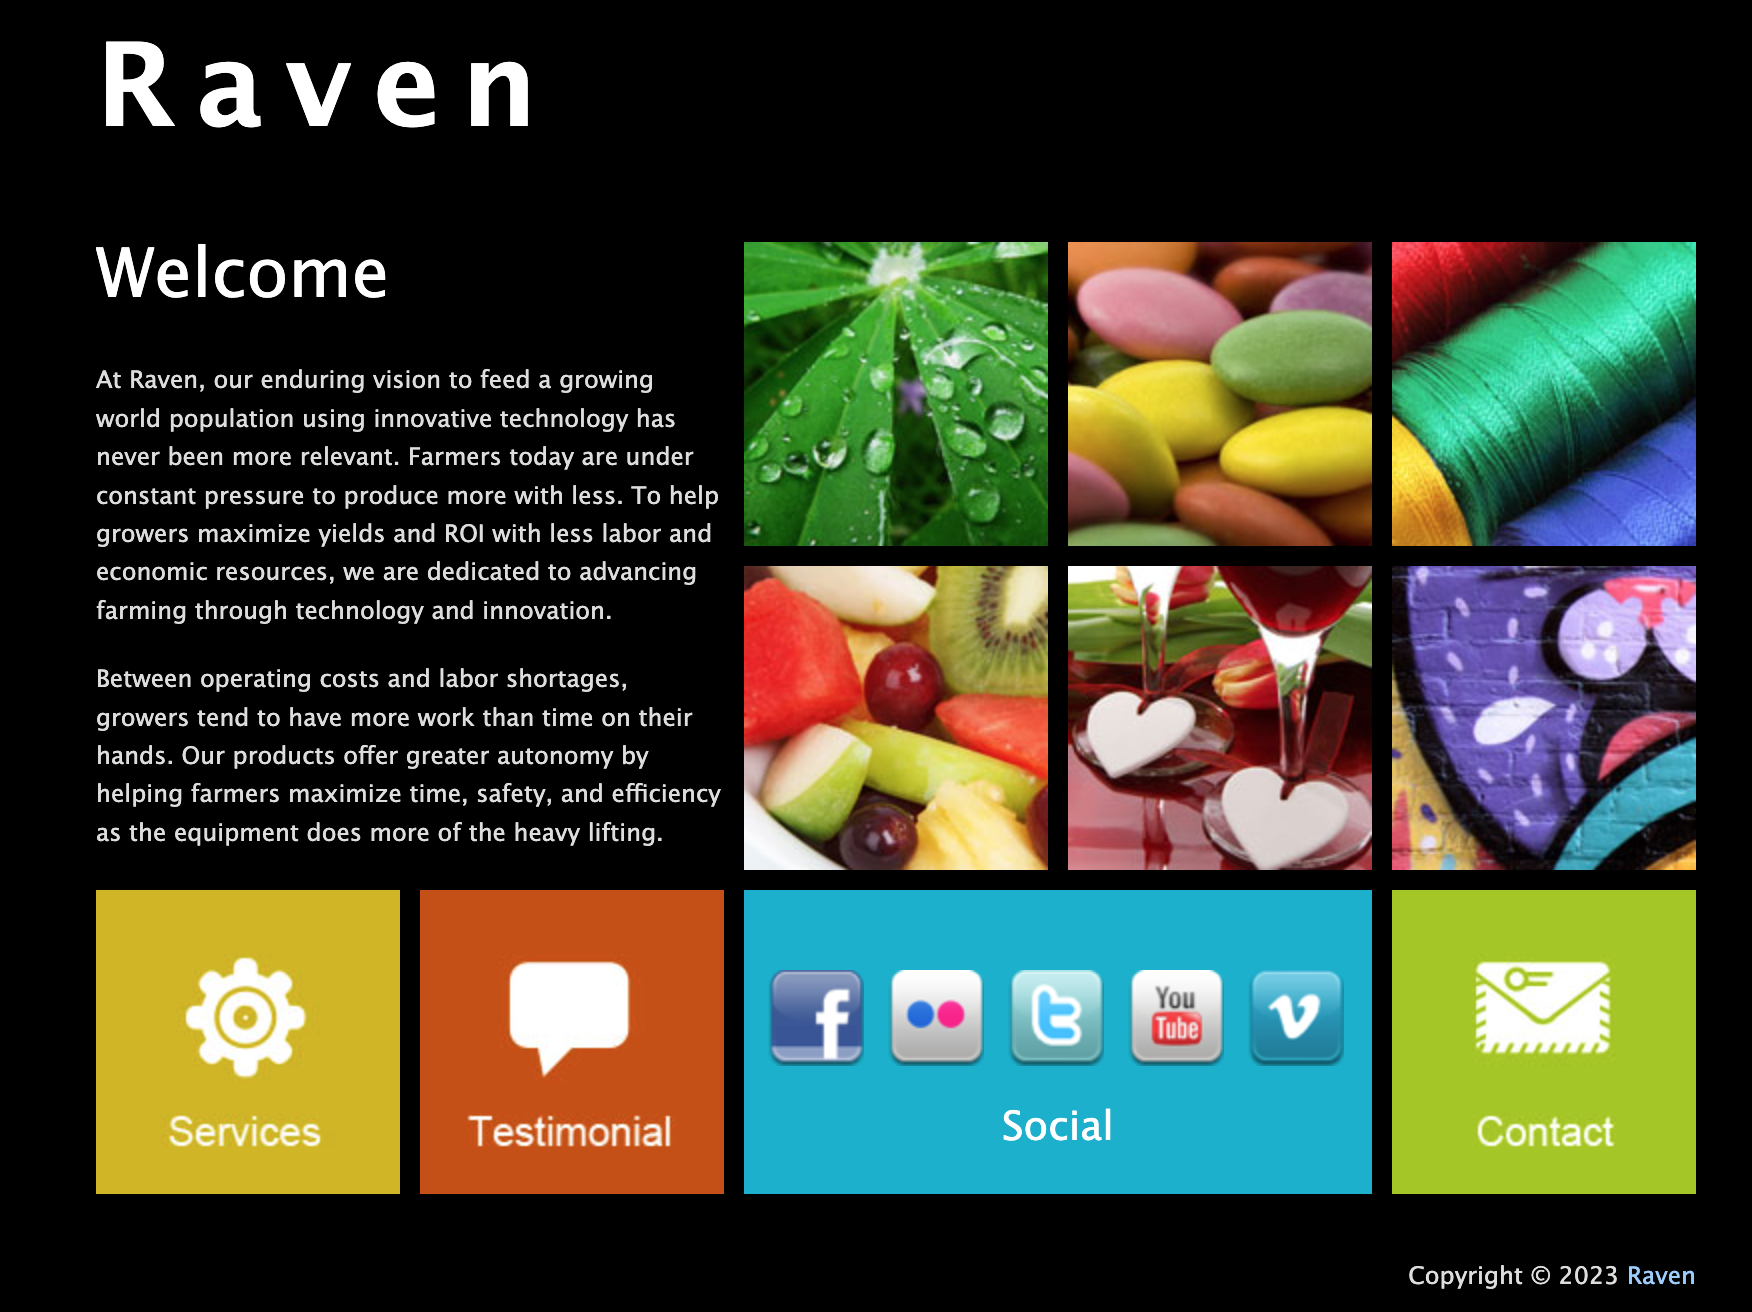 Raven
Welcome
At Raven, our enduring vision to feed a growing
world population using innovative technology has
never been more relevant. Farmers today are under
constant pressure to produce more with less. To help
growers maximize yields and ROI with less labor and
economic resources, we are dedicated to advancing
farming through technology and innovation.
Between operating costs and labor shortages,
growers tend to have more work than time on their
hands. Our products offer greater autonomy by
helping farmers maximize time, safety, and efficiency
as the equipment does more of the heavy lifting.
Services
Testimonial
You
Tube
Social
Contact
Copyright © 2023 Raven